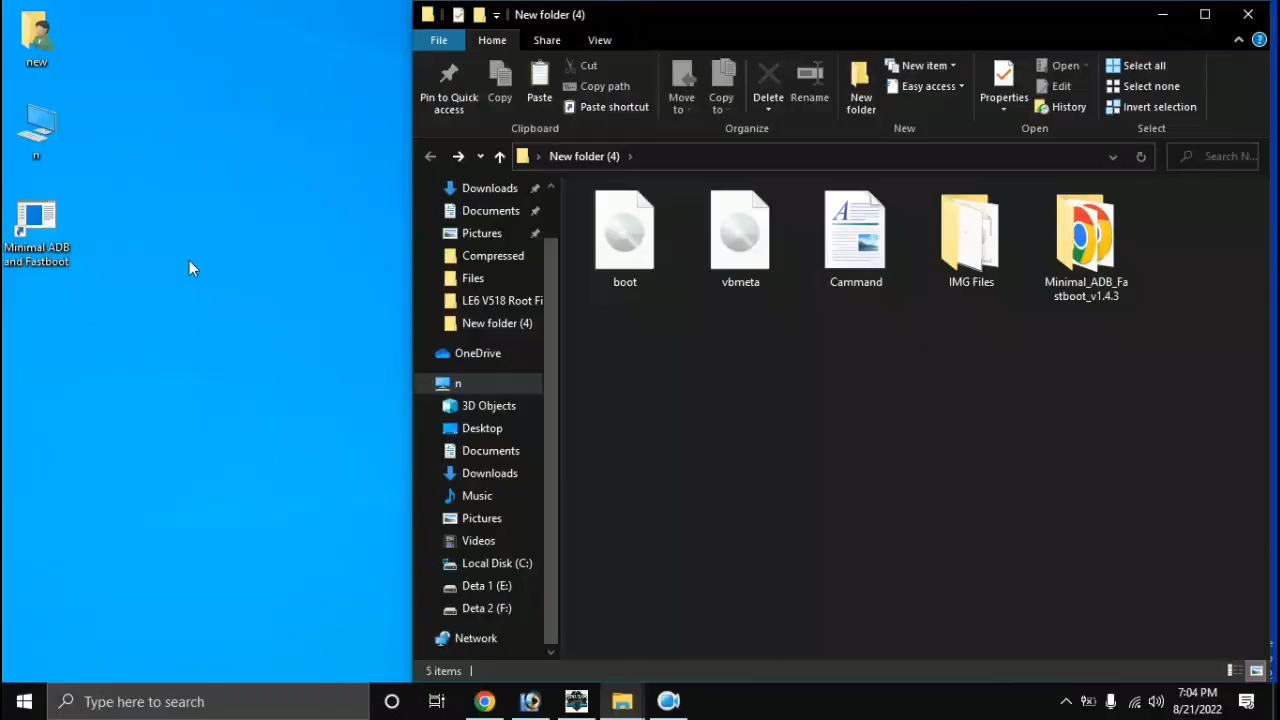 new
n
Minimal ADB
and Fastboot
New folder (4)
File
Home
Share
View
Pin to Quick
access
Copy
Paste
Cut
Copy path
Paste shortcut
Clipboard
Move
to
Copy
to
Delete
Rename
Organize
New
folder
New item
Easy access
New
Properties
Open
Edit
History
Open
Select all
Select none
Invert selection
Select
New folder (4)
Search N...
Downloads
Documents
Pictures
Compressed
Files
LE6 V518 Root Fi
New folder (4)
OneDrive
n
3D Objects
Desktop
Documents
Downloads
Music
Pictures
Videos
Local Disk (C:)
Deta 1 (E:)
Deta 2 (F:)
Network
boot
vbmeta
Cammand
IMG Files
Minimal_ADB_Fa
stboot_v1.4.3
5 items
Type here to search
7:04 PM
8/21/2022